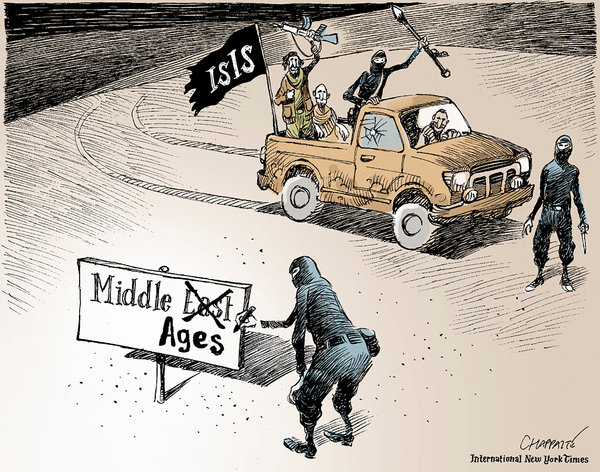 ISIS
Middle East
Ages
CHAPPATTE
International New York Times